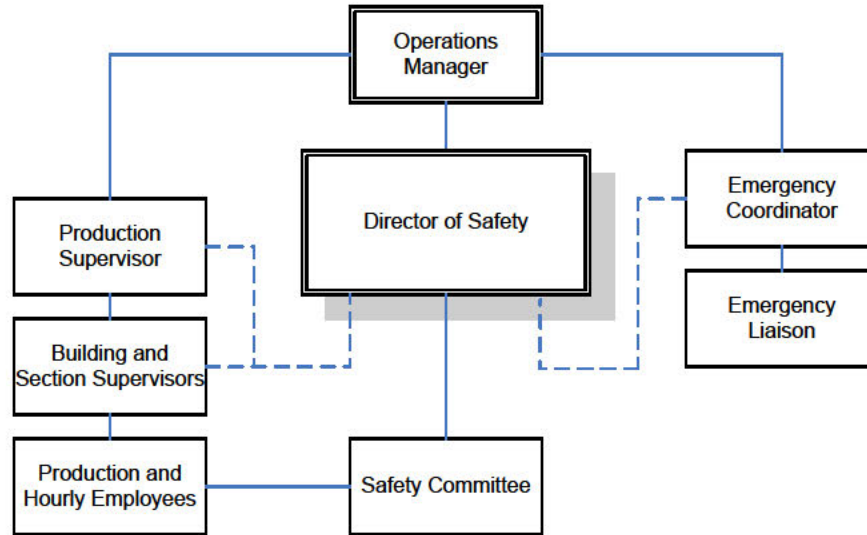 Operations
Manager
Director of Safety
Emergency
Coordinator
Production
Supervisor
Emergency
Liaison
Building and
Section Supervisors
Production and
Hourly Employees
Safety Committee